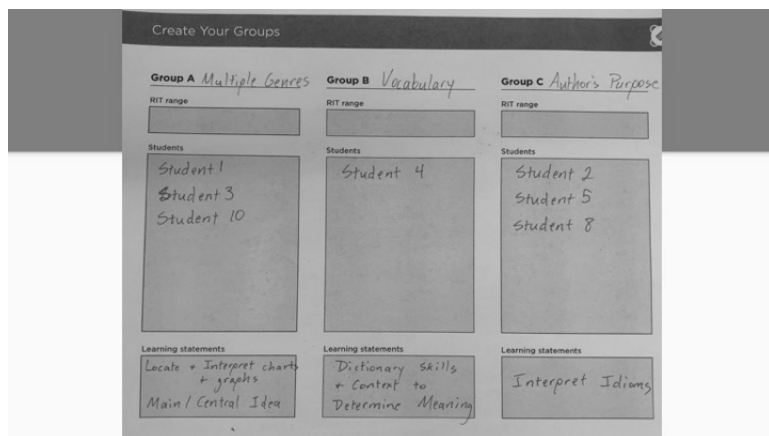 Create Your Groups
Group A Multiple Genres
RIT range
Students
Student 1
Student 3
Student 10
Learning statements
Locate + Interpret charts
+ graphs
Main / Central Idea
Group B Vocabulary
RIT range
Students
Student 4
Learning statements
Dictionary Skills
+ Context to
Determine Meaning
Group C Author's Purpose
RIT range
Students
Student 2
Student 5
Student 8
Learning statements
Interpret Idioms